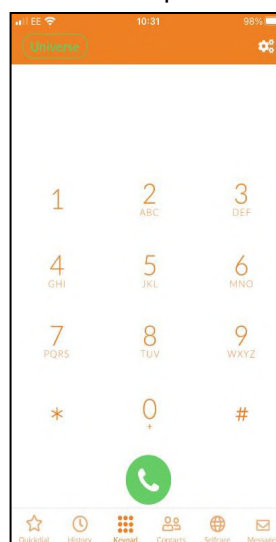 EE 10:31 98%
Universe
1 2 3
ABC DEF
4 5 6
GHI JKL MNO
7 8 9
PQRS TUV WXYZ
* 0 #
+
Quickdial History Keypad Contacts Selfcare Messages